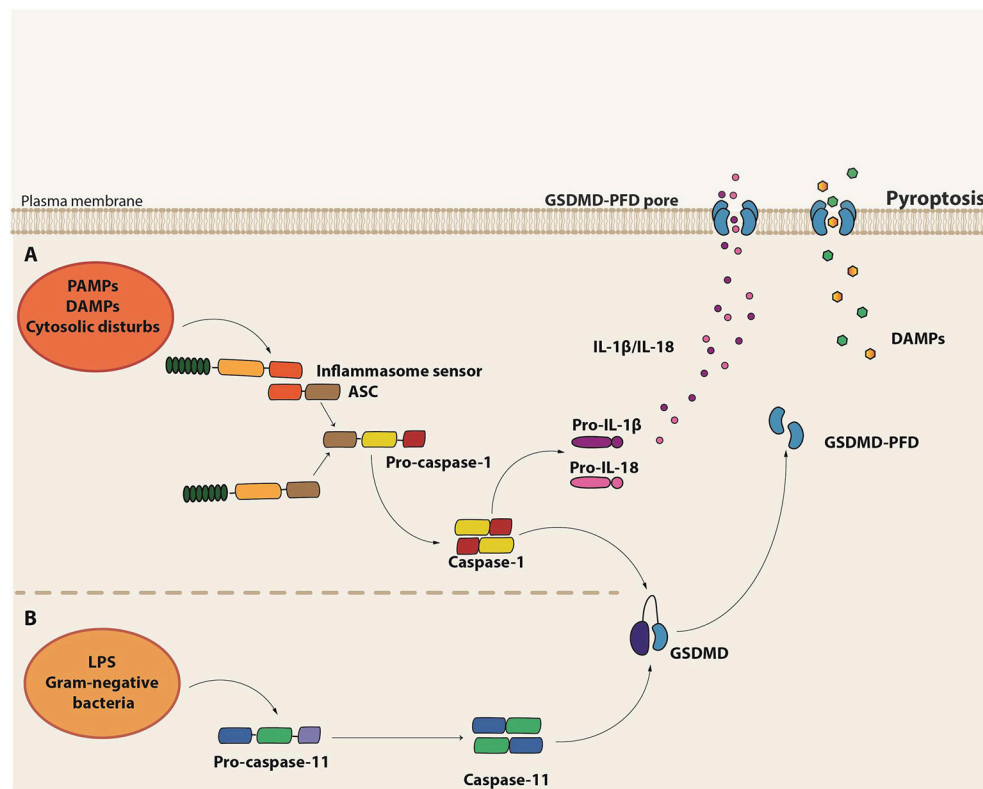 Plasma membrane
GSDMD-PFD pore
Pyroptosis
A
PAMPs
DAMPs
Cytosolic disturbs
Inflammasome sensor
ASC
IL-1β/IL-18
DAMPs
Pro-caspase-1
Pro-IL-1β
Pro-IL-18
GSDMD-PFD
Caspase-1
B
LPS
Gram-negative
bacteria
GSDMD
Pro-caspase-11
Caspase-11